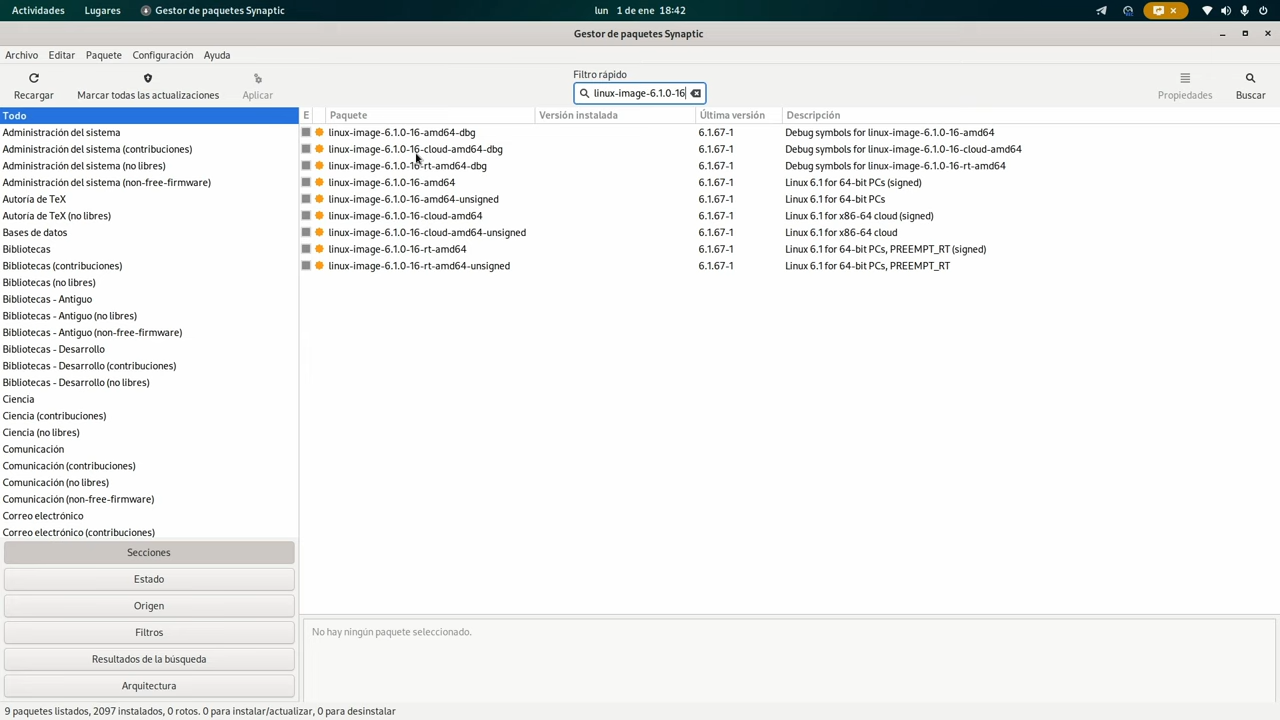 Actividades Lugares Gestor de paquetes Synaptic lun 1 de ene 18:42
Gestor de paquetes Synaptic
Archivo Editar Paquete Configuración Ayuda
Filtro rápido
Recargar Marcar todas las actualizaciones Aplicar linux-image-6.1.0-16 Propiedades Buscar
E Paquete Versión instalada Última versión Descripción
linux-image-6.1.0-16-amd64-dbg 6.1.67-1 Debug symbols for linux-image-6.1.0-16-amd64
linux-image-6.1.0-16-cloud-amd64-dbg 6.1.67-1 Debug symbols for linux-image-6.1.0-16-cloud-amd64
linux-image-6.1.0-16-rt-amd64-dbg 6.1.67-1 Debug symbols for linux-image-6.1.0-16-rt-amd64
linux-image-6.1.0-16-amd64 6.1.67-1 Linux 6.1 for 64-bit PCs (signed)
linux-image-6.1.0-16-amd64-unsigned 6.1.67-1 Linux 6.1 for 64-bit PCs
linux-image-6.1.0-16-cloud-amd64 6.1.67-1 Linux 6.1 for x86-64 cloud (signed)
linux-image-6.1.0-16-cloud-amd64-unsigned 6.1.67-1 Linux 6.1 for x86-64 cloud
linux-image-6.1.0-16-rt-amd64 6.1.67-1 Linux 6.1 for 64-bit PCs, PREEMPT_RT (signed)
linux-image-6.1.0-16-rt-amd64-unsigned 6.1.67-1 Linux 6.1 for 64-bit PCs, PREEMPT_RT
Todo
Administración del sistema
Administración del sistema (contribuciones)
Administración del sistema (no libres)
Administración del sistema (non-free-firmware)
Autoría de TeX
Autoría de TeX (no libres)
Bases de datos
Bibliotecas
Bibliotecas (contribuciones)
Bibliotecas (no libres)
Bibliotecas - Antiguo
Bibliotecas - Antiguo (no libres)
Bibliotecas - Antiguo (non-free-firmware)
Bibliotecas - Desarrollo
Bibliotecas - Desarrollo (contribuciones)
Bibliotecas - Desarrollo (no libres)
Ciencia
Ciencia (contribuciones)
Ciencia (no libres)
Comunicación
Comunicación (contribuciones)
Comunicación (no libres)
Comunicación (non-free-firmware)
Correo electrónico
Correo electrónico (contribuciones)
Secciones
Estado
Origen
Filtros
Resultados de la búsqueda
Arquitectura
No hay ningún paquete seleccionado.
9 paquetes listados, 2097 instalados, 0 rotos. 0 para instalar/actualizar, 0 para desinstalar